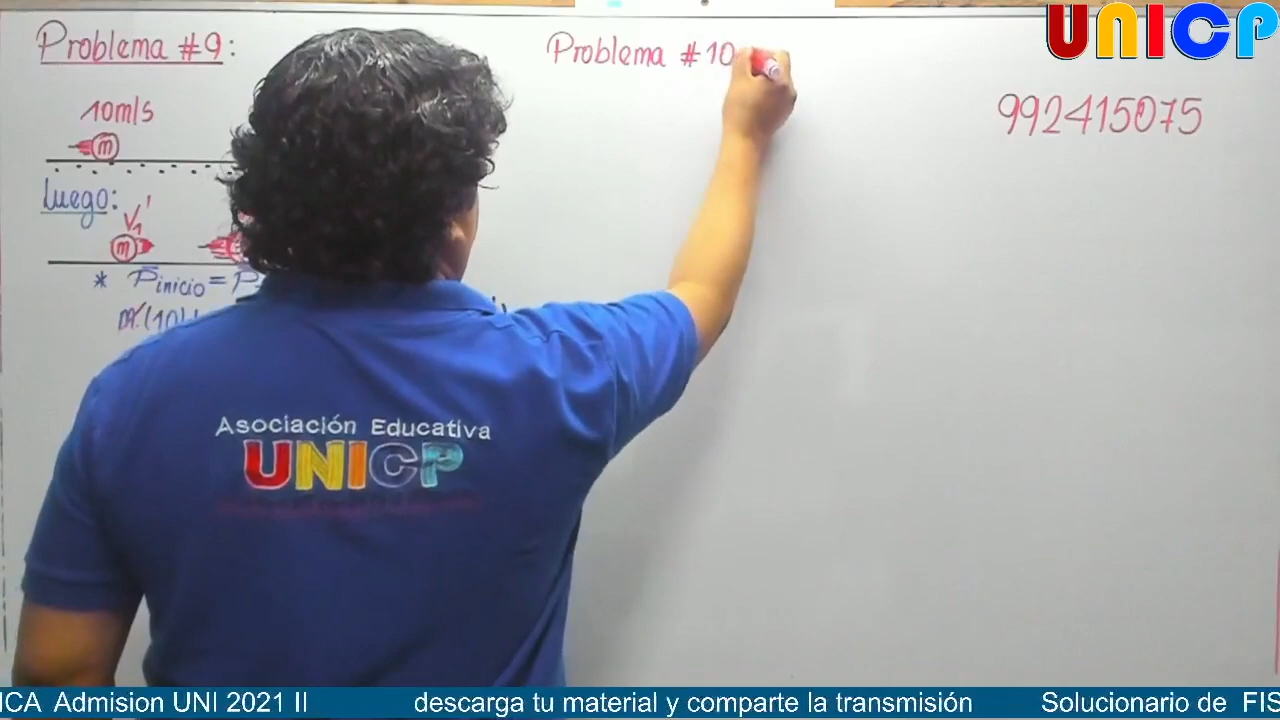 Problema #9:
10m/s
m
Luego:
V₁'
m
* Pinicio = P
m(10)
Problema #10
992415075
UNICP
Asociación Educativa
UNICP
ICA Admision UNI 2021 II descarga tu material y comparte la transmisión Solucionario de FIS